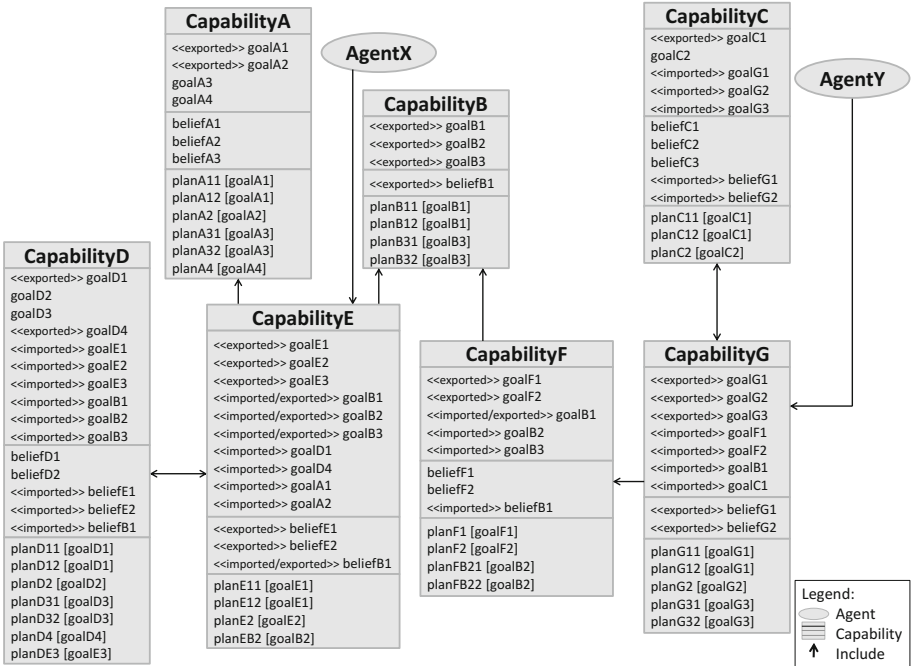 CapabilityA
<<exported>> goalA1
<<exported>> goalA2
goalA3
goalA4
beliefA1
beliefA2
beliefA3
planA11 [goalA1]
planA12 [goalA1]
planA2 [goalA2]
planA31 [goalA3]
planA32 [goalA3]
planA4 [goalA4]
AgentX
CapabilityB
<<exported>> goalB1
<<exported>> goalB2
<<exported>> goalB3
<<exported>> beliefB1
planB11 [goalB1]
planB12 [goalB1]
planB31 [goalB3]
planB32 [goalB3]
CapabilityC
<<exported>> goalC1
goalC2
<<imported>> goalG1
<<imported>> goalG2
<<imported>> goalG3
beliefC1
beliefC2
beliefC3
<<imported>> beliefG1
<<imported>> beliefG2
planC11 [goalC1]
planC12 [goalC1]
planC2 [goalC2]
AgentY
CapabilityD
<<exported>> goalD1
goalD2
goalD3
<<exported>> goalD4
<<imported>> goalE1
<<imported>> goalE2
<<imported>> goalE3
<<imported>> goalB1
<<imported>> goalB2
<<imported>> goalB3
beliefD1
beliefD2
<<imported>> beliefE1
<<imported>> beliefE2
<<imported>> beliefB1
planD11 [goalD1]
planD12 [goalD1]
planD2 [goalD2]
planD31 [goalD3]
planD32 [goalD3]
planD4 [goalD4]
planDE3 [goalE3]
CapabilityE
<<exported>> goalE1
<<exported>> goalE2
<<exported>> goalE3
<<imported/exported>> goalB1
<<imported/exported>> goalB2
<<imported/exported>> goalB3
<<imported>> goalD1
<<imported>> goalD4
<<imported>> goalA1
<<imported>> goalA2
<<exported>> beliefE1
<<exported>> beliefE2
<<imported/exported>> beliefB1
planE11 [goalE1]
planE12 [goalE1]
planE2 [goalE2]
planEB2 [goalB2]
CapabilityF
<<exported>> goalF1
<<exported>> goalF2
<<imported/exported>> goalB1
<<imported>> goalB2
<<imported>> goalB3
beliefF1
beliefF2
<<imported>> beliefB1
planF1 [goalF1]
planF2 [goalF2]
planFB21 [goalB2]
planFB22 [goalB2]
CapabilityG
<<exported>> goalG1
<<exported>> goalG2
<<exported>> goalG3
<<imported>> goalF1
<<imported>> goalF2
<<imported>> goalB1
<<imported>> goalC1
<<exported>> beliefG1
<<exported>> beliefG2
planG11 [goalG1]
planG12 [goalG1]
planG2 [goalG2]
planG31 [goalG3]
planG32 [goalG3]
Legend:
Agent
Capability
Include